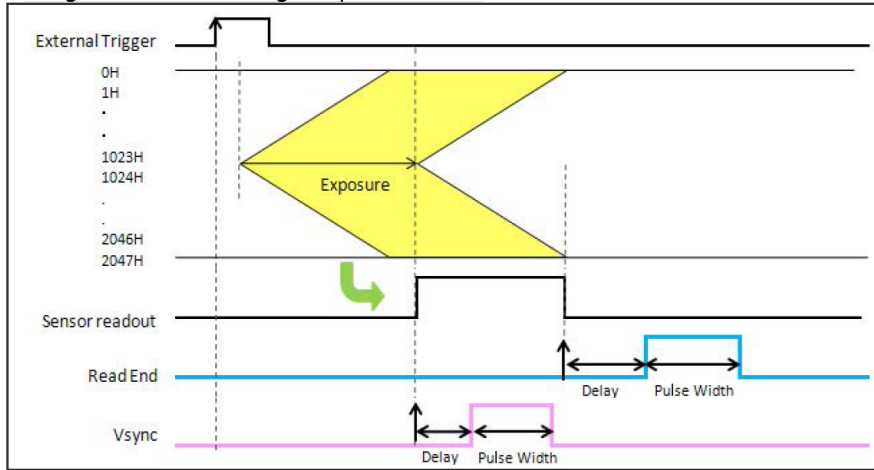 External Trigger
0H
1H
.
.
1023H
1024H
.
.
2046H
2047H
Exposure
Sensor readout
Read End
Delay
Pulse Width
Vsync
Delay
Pulse Width